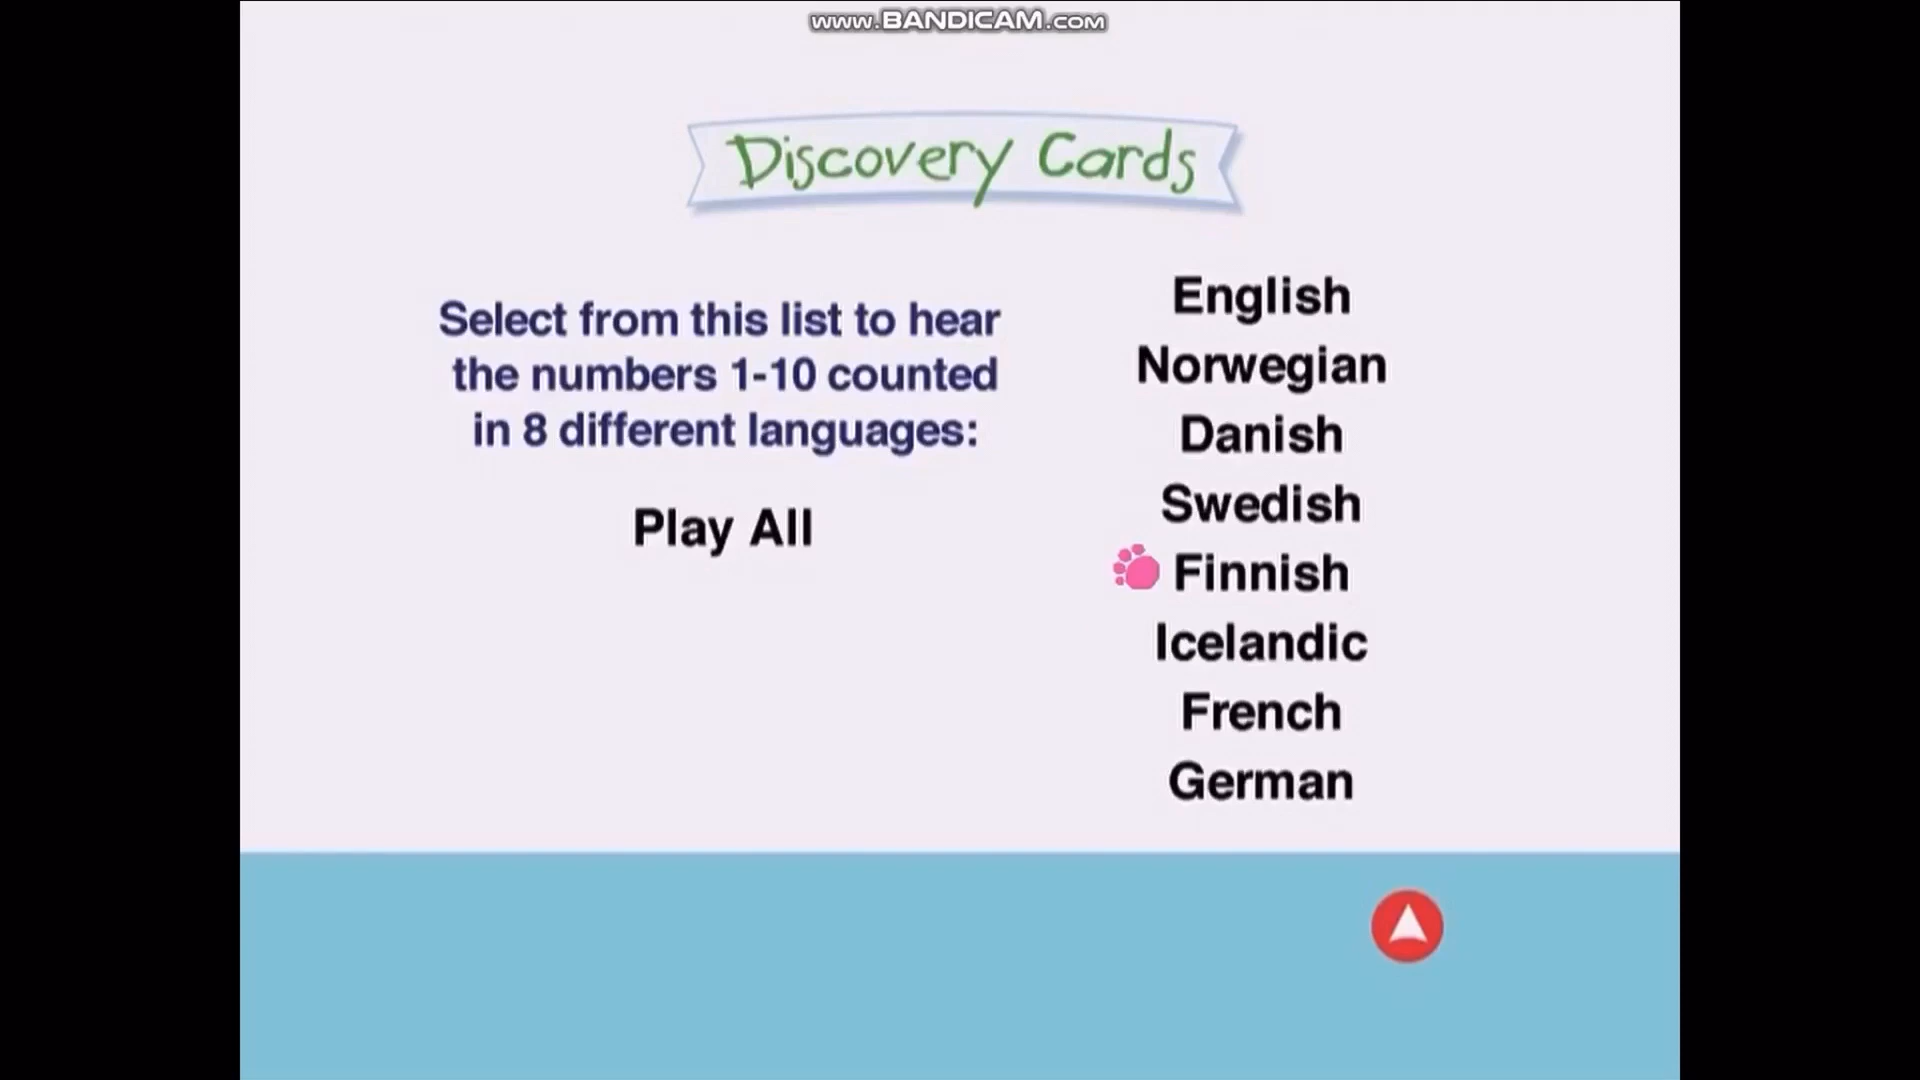 www.BANDICAM.com
Discovery Cards
Select from this list to hear
the numbers 1-10 counted
in 8 different languages:
Play All
English
Norwegian
Danish
Swedish
Finnish
Icelandic
French
German